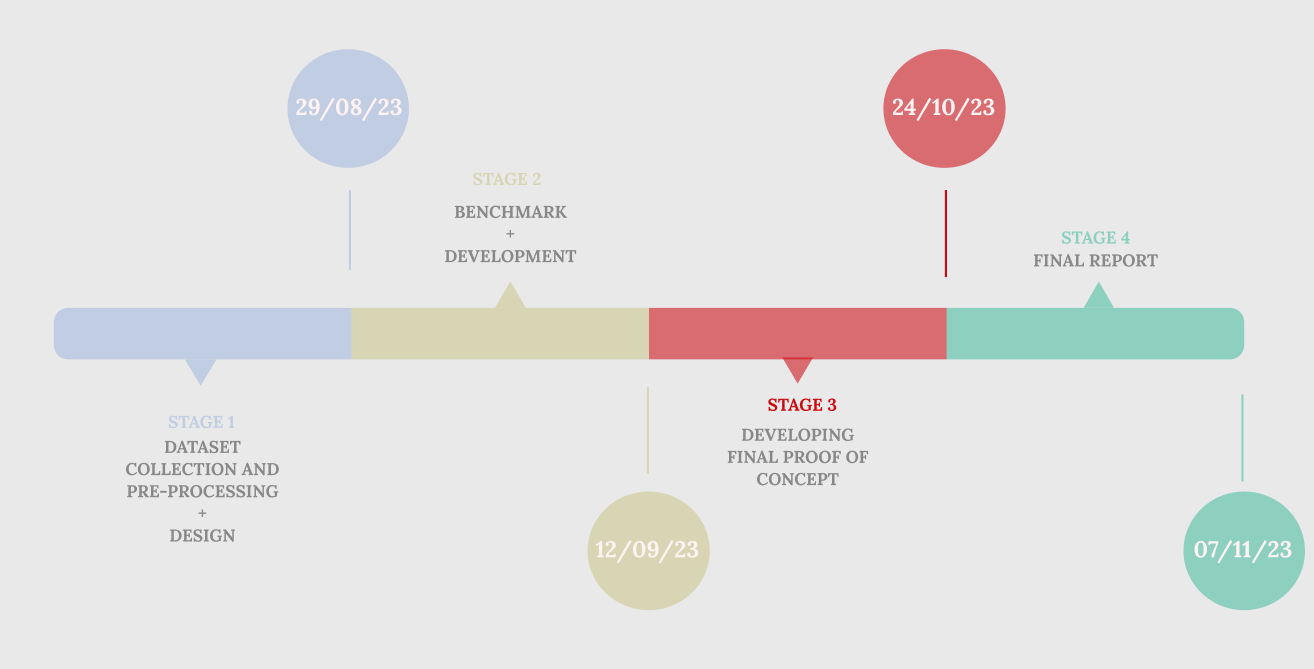 29/08/23
24/10/23
STAGE 2
BENCHMARK
+
DEVELOPMENT
STAGE 4
FINAL REPORT
STAGE 1
DATASET
COLLECTION AND
PRE-PROCESSING
+
DESIGN
STAGE 3
DEVELOPING
FINAL PROOF OF
CONCEPT
12/09/23
07/11/23